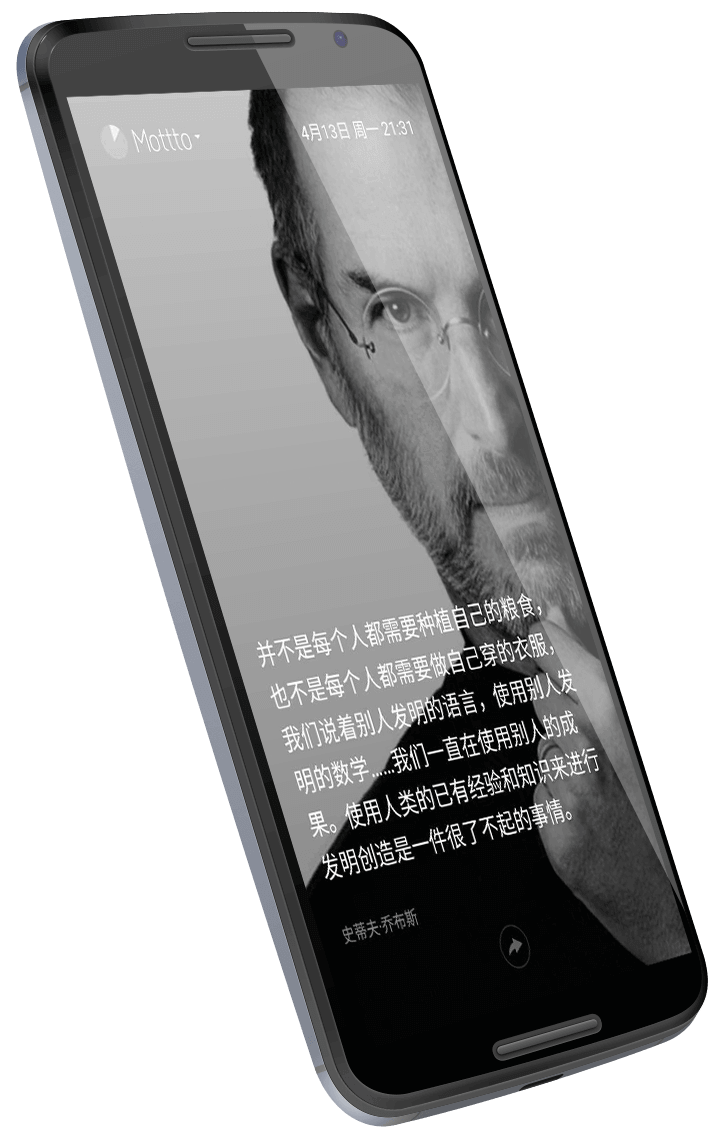 Mottto
4月13日 周一 21:31
并不是每个人都需要种植自己的粮食，
也不是每个人都需要做自己穿的衣服，
我们说着别人发明的语言，使用别人发
明的数学......我们一直在使用别人的成
果。使用人类的已有经验和知识来进行
发明创造是一件很了不起的事情。
史蒂夫·乔布斯